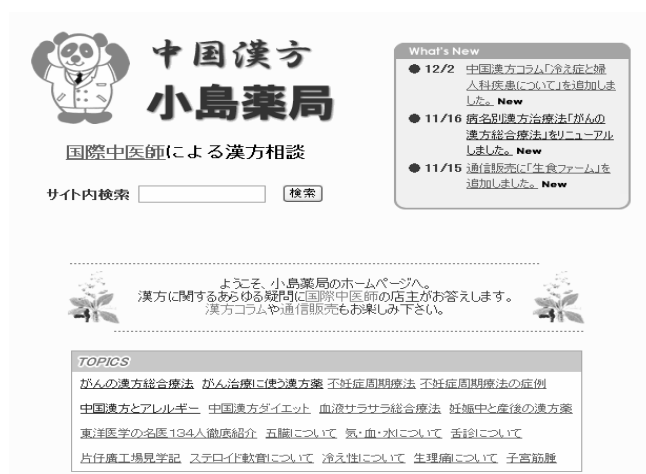 中国漢方
小島薬局
国際中医師による漢方相談
サイト内検索 検索
What's New
12/2 中国漢方コラム「冷え症と婦
人科疾患について」を追加しま
した。 New
11/16 病名別漢方治療法「がんの
漢方総合療法」をリニューアル
しました。 New
11/15 通信販売に「生食ファーム」を
追加しました。 New
ようこそ、小島薬局のホームページへ。
漢方に関するあらゆる疑問に国際中医師の店主がお答えします。
漢方コラムや通信販売もお楽しみ下さい。
TOPICS
がんの漢方総合療法 がん治療に使う漢方薬 不妊症周期療法 不妊症周期療法の症例
中国漢方とアレルギー 中国漢方ダイエット 血液サラサラ総合療法 妊娠中と産後の漢方薬
東洋医学の名医134人徹底紹介 五臓について 気・血・水について 舌診について
片仔廣工場見学記 ステロイド軟膏について 冷え性について 生理痛について 子宮筋腫